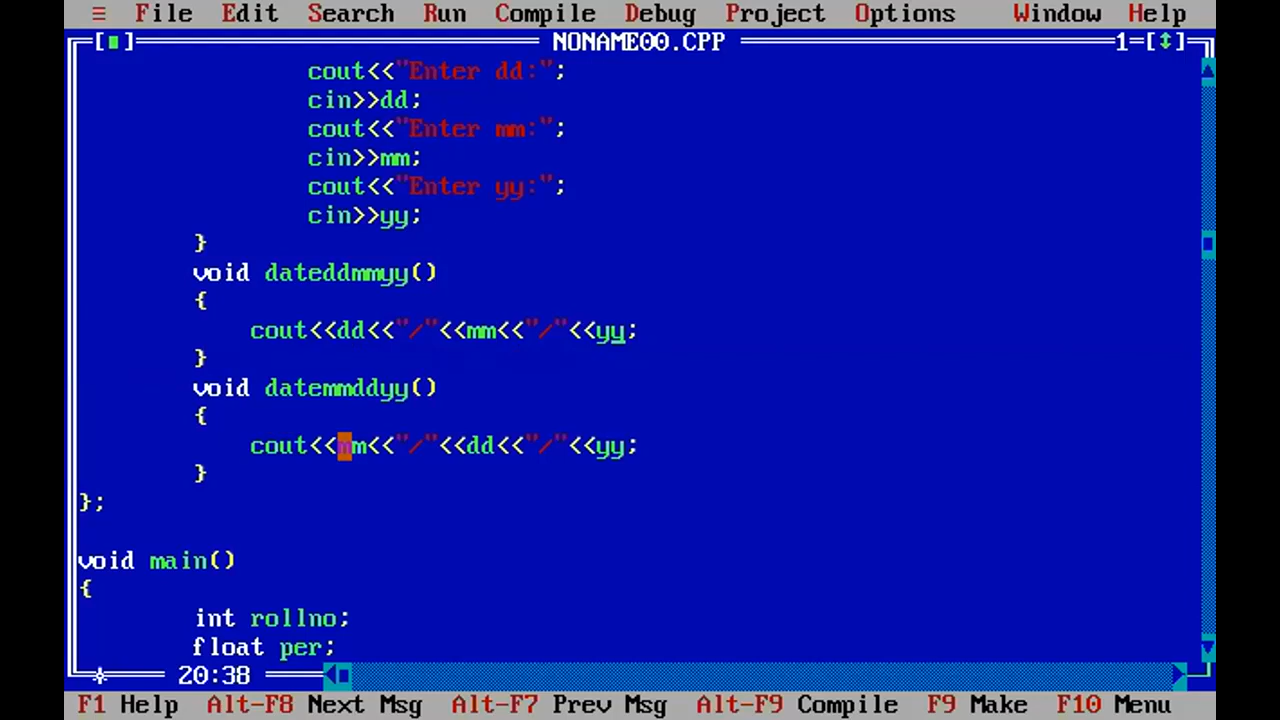 ≡ File Edit Search Run Compile Debug Project Options Window Help
[■] NONAME00.CPP 1=[↕]
cout<<"Enter dd:";
cin>>dd;
cout<<"Enter mm:";
cin>>mm;
cout<<"Enter yy:";
cin>>yy;
}
void dateddmmyy()
{
cout<<dd<<"/"<<mm<<"/"<<yy;
}
void datemmddyy()
{
cout<<mm<<"/"<<dd<<"/"<<yy;
}
};
void main()
{
int rollno;
float per;
20:38
F1 Help Alt-F8 Next Msg Alt-F7 Prev Msg Alt-F9 Compile F9 Make F10 Menu